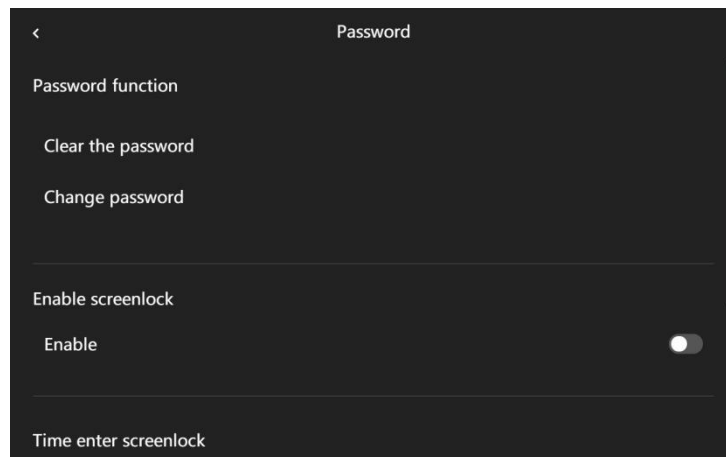 Password
Password function
Clear the password
Change password
Enable screenlock
Enable
Time enter screenlock